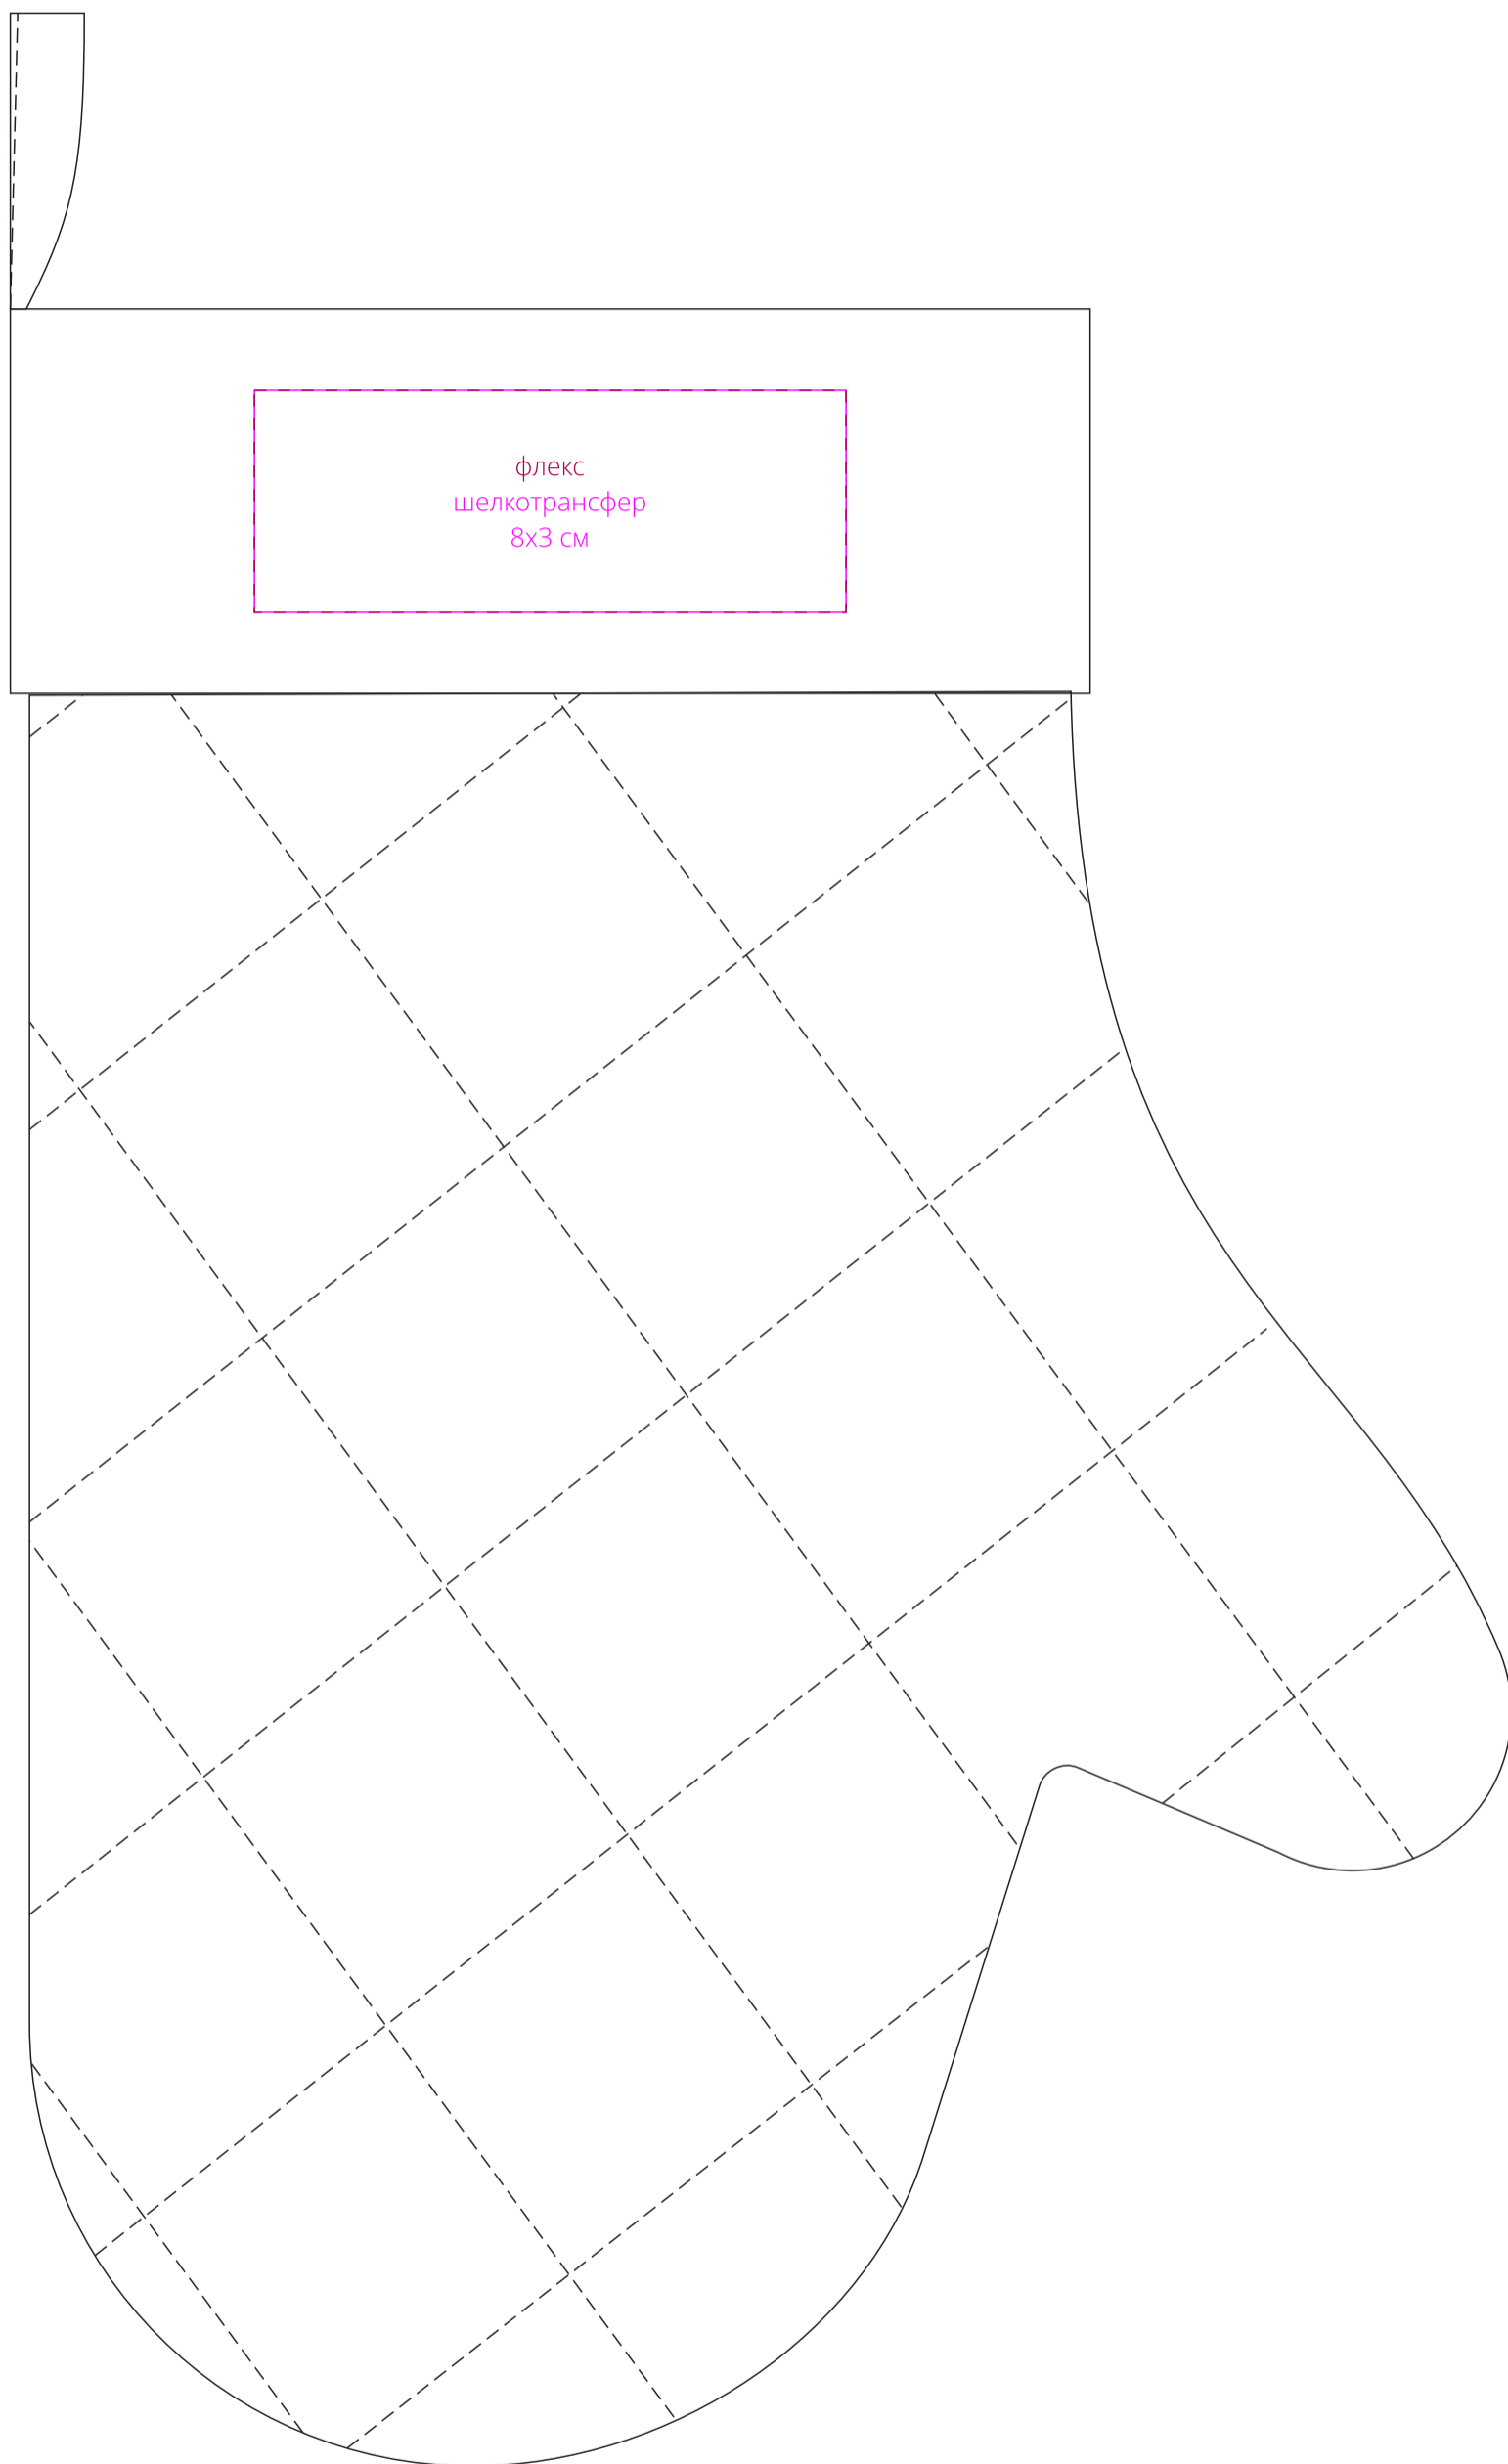 флекс
шелкотрансфер
8х3 см